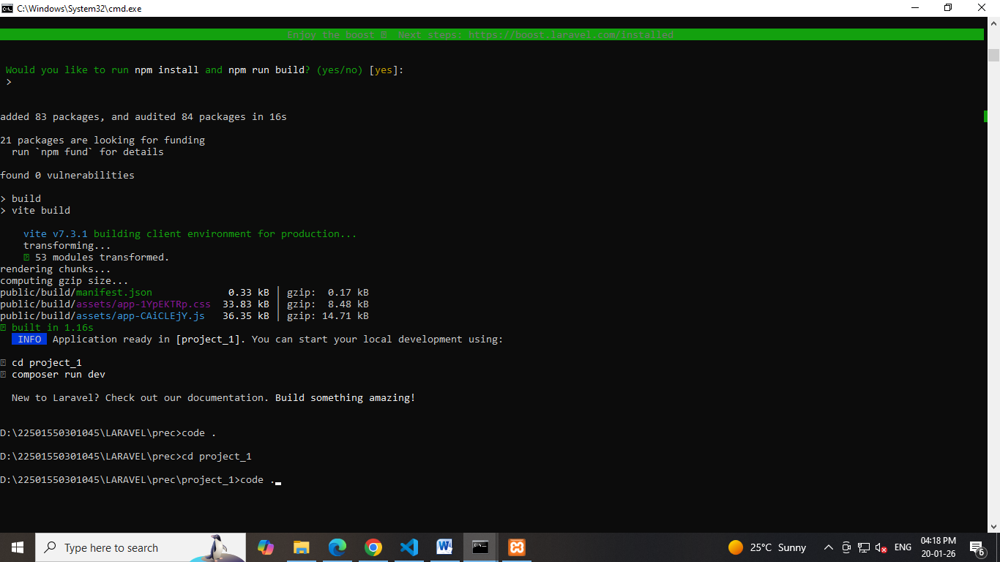 C:\Windows\System32\cmd.exe
Enjoy the boost Next steps: https://boost.laravel.com/installed
Would you like to run npm install and npm run build? (yes/no) [yes]:
>
added 83 packages, and audited 84 packages in 16s
21 packages are looking for funding
run `npm fund` for details
found 0 vulnerabilities
> build
> vite build
vite v7.3.1 building client environment for production...
transforming...
53 modules transformed.
rendering chunks...
computing gzip size...
public/build/manifest.json 0.33 kB │ gzip: 0.17 kB
public/build/assets/app-1YpEKTRp.css 33.83 kB │ gzip: 8.48 kB
public/build/assets/app-CAiCLEjY.js 36.35 kB │ gzip: 14.71 kB
built in 1.16s
INFO Application ready in [project_1]. You can start your local development using:
cd project_1
composer run dev
New to Laravel? Check out our documentation. Build something amazing!
D:\22501550301045\LARAVEL\prec>code .
D:\22501550301045\LARAVEL\prec>cd project_1
D:\22501550301045\LARAVEL\prec\project_1>code .
Type here to search
25°C Sunny
ENG
04:18 PM
20-01-26
6